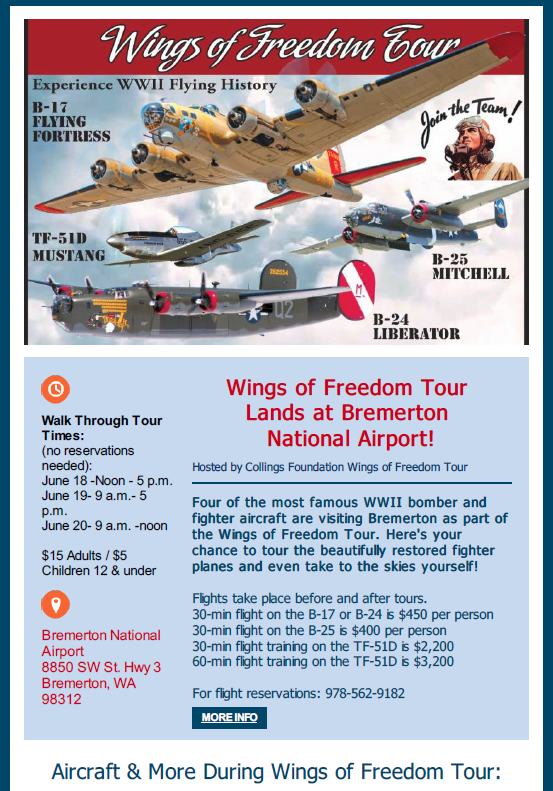 Wings of Freedom Tour
Experience WWII Flying History
B-17
FLYING
FORTRESS
Join the Team!
TF-51D
MUSTANG
B-25
MITCHELL
B-24
LIBERATOR
252534
Q2
M
Walk Through Tour
Times:
(no reservations
needed):
June 18 -Noon - 5 p.m.
June 19- 9 a.m.- 5
p.m.
June 20- 9 a.m. -noon
$15 Adults / $5
Children 12 & under
Bremerton National
Airport
8850 SW St. Hwy 3
Bremerton, WA
98312
Wings of Freedom Tour
Lands at Bremerton
National Airport!
Hosted by Collings Foundation Wings of Freedom Tour
Four of the most famous WWII bomber and
fighter aircraft are visiting Bremerton as part of
the Wings of Freedom Tour. Here's your
chance to tour the beautifully restored fighter
planes and even take to the skies yourself!
Flights take place before and after tours.
30-min flight on the B-17 or B-24 is $450 per person
30-min flight on the B-25 is $400 per person
30-min flight training on the TF-51D is $2,200
60-min flight training on the TF-51D is $3,200
For flight reservations: 978-562-9182
MORE INFO
Aircraft & More During Wings of Freedom Tour: